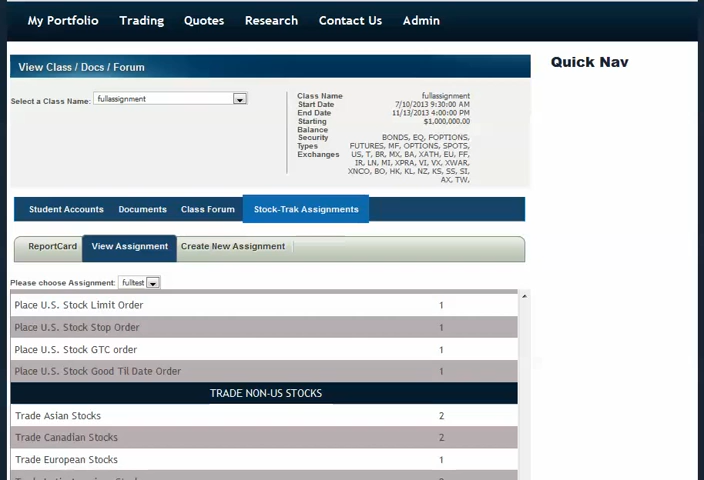 My Portfolio Trading Quotes Research Contact Us Admin
View Class / Docs / Forum
Quick Nav
Select a Class Name: fullassignment
Class Name fullassignment
Start Date 7/10/2013 9:30:00 AM
End Date 11/13/2013 4:00:00 PM
Starting $1,000,000.00
Balance
Security BONDS, EQ, FOPTIONS,
Types FUTURES, MF, OPTIONS, SPOTS,
Exchanges US, T, BR, MX, BA, XATH, EU, FF,
IR, LN, MI, XPRA, VI, VX, XWAR,
XNCO, BO, HK, KL, NZ, KS, SS, SI,
AX, TW,
Student Accounts Documents Class Forum Stock-Trak Assignments
ReportCard View Assignment Create New Assignment
Please choose Assignment: fulltest
Place U.S. Stock Limit Order 1
Place U.S. Stock Stop Order 1
Place U.S. Stock GTC order 1
Place U.S. Stock Good Til Date Order 1
TRADE NON-US STOCKS
Trade Asian Stocks 2
Trade Canadian Stocks 2
Trade European Stocks 1